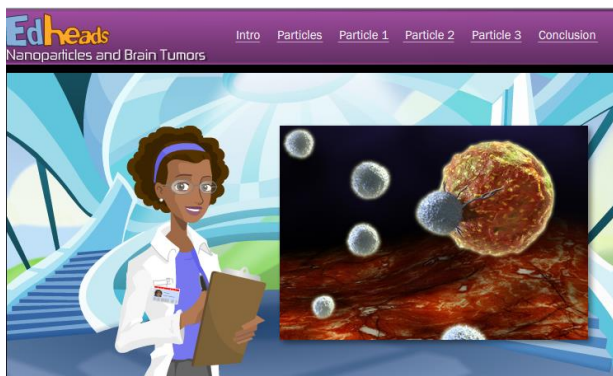 Edheads
Nanoparticles and Brain Tumors
Intro Particles Particle 1 Particle 2 Particle 3 Conclusion